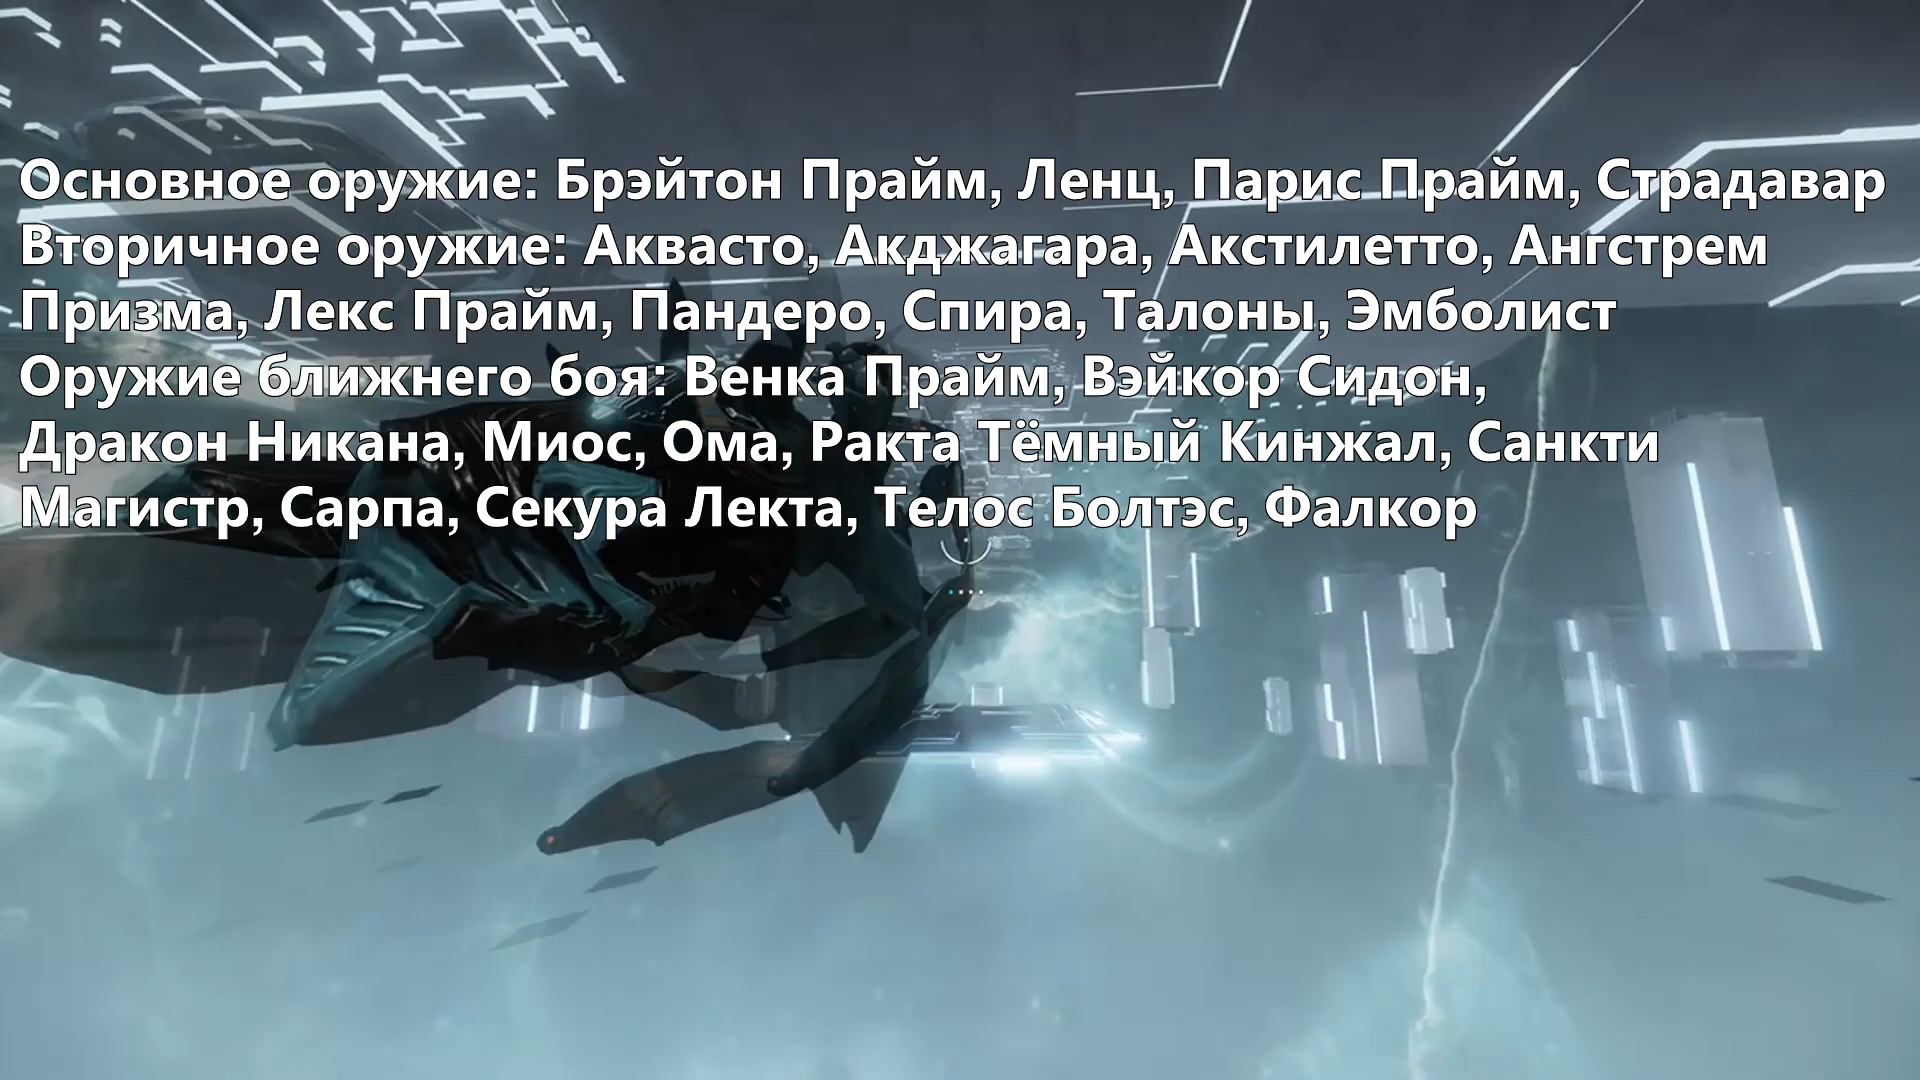 Основное оружие: Брэйтон Прайм, Ленц, Парис Прайм, Страдавар
Вторичное оружие: Аквасто, Акджагара, Акстилетто, Ангстрем
Призма, Лекс Прайм, Пандеро, Спира, Талоны, Эмболист
Оружие ближнего боя: Венка Прайм, Вэйкор Сидон,
Дракон Никана, Миос, Ома, Ракта Тёмный Кинжал, Санкти
Магистр, Сарпа, Секура Лекта, Телос Болтэс, Фалкор